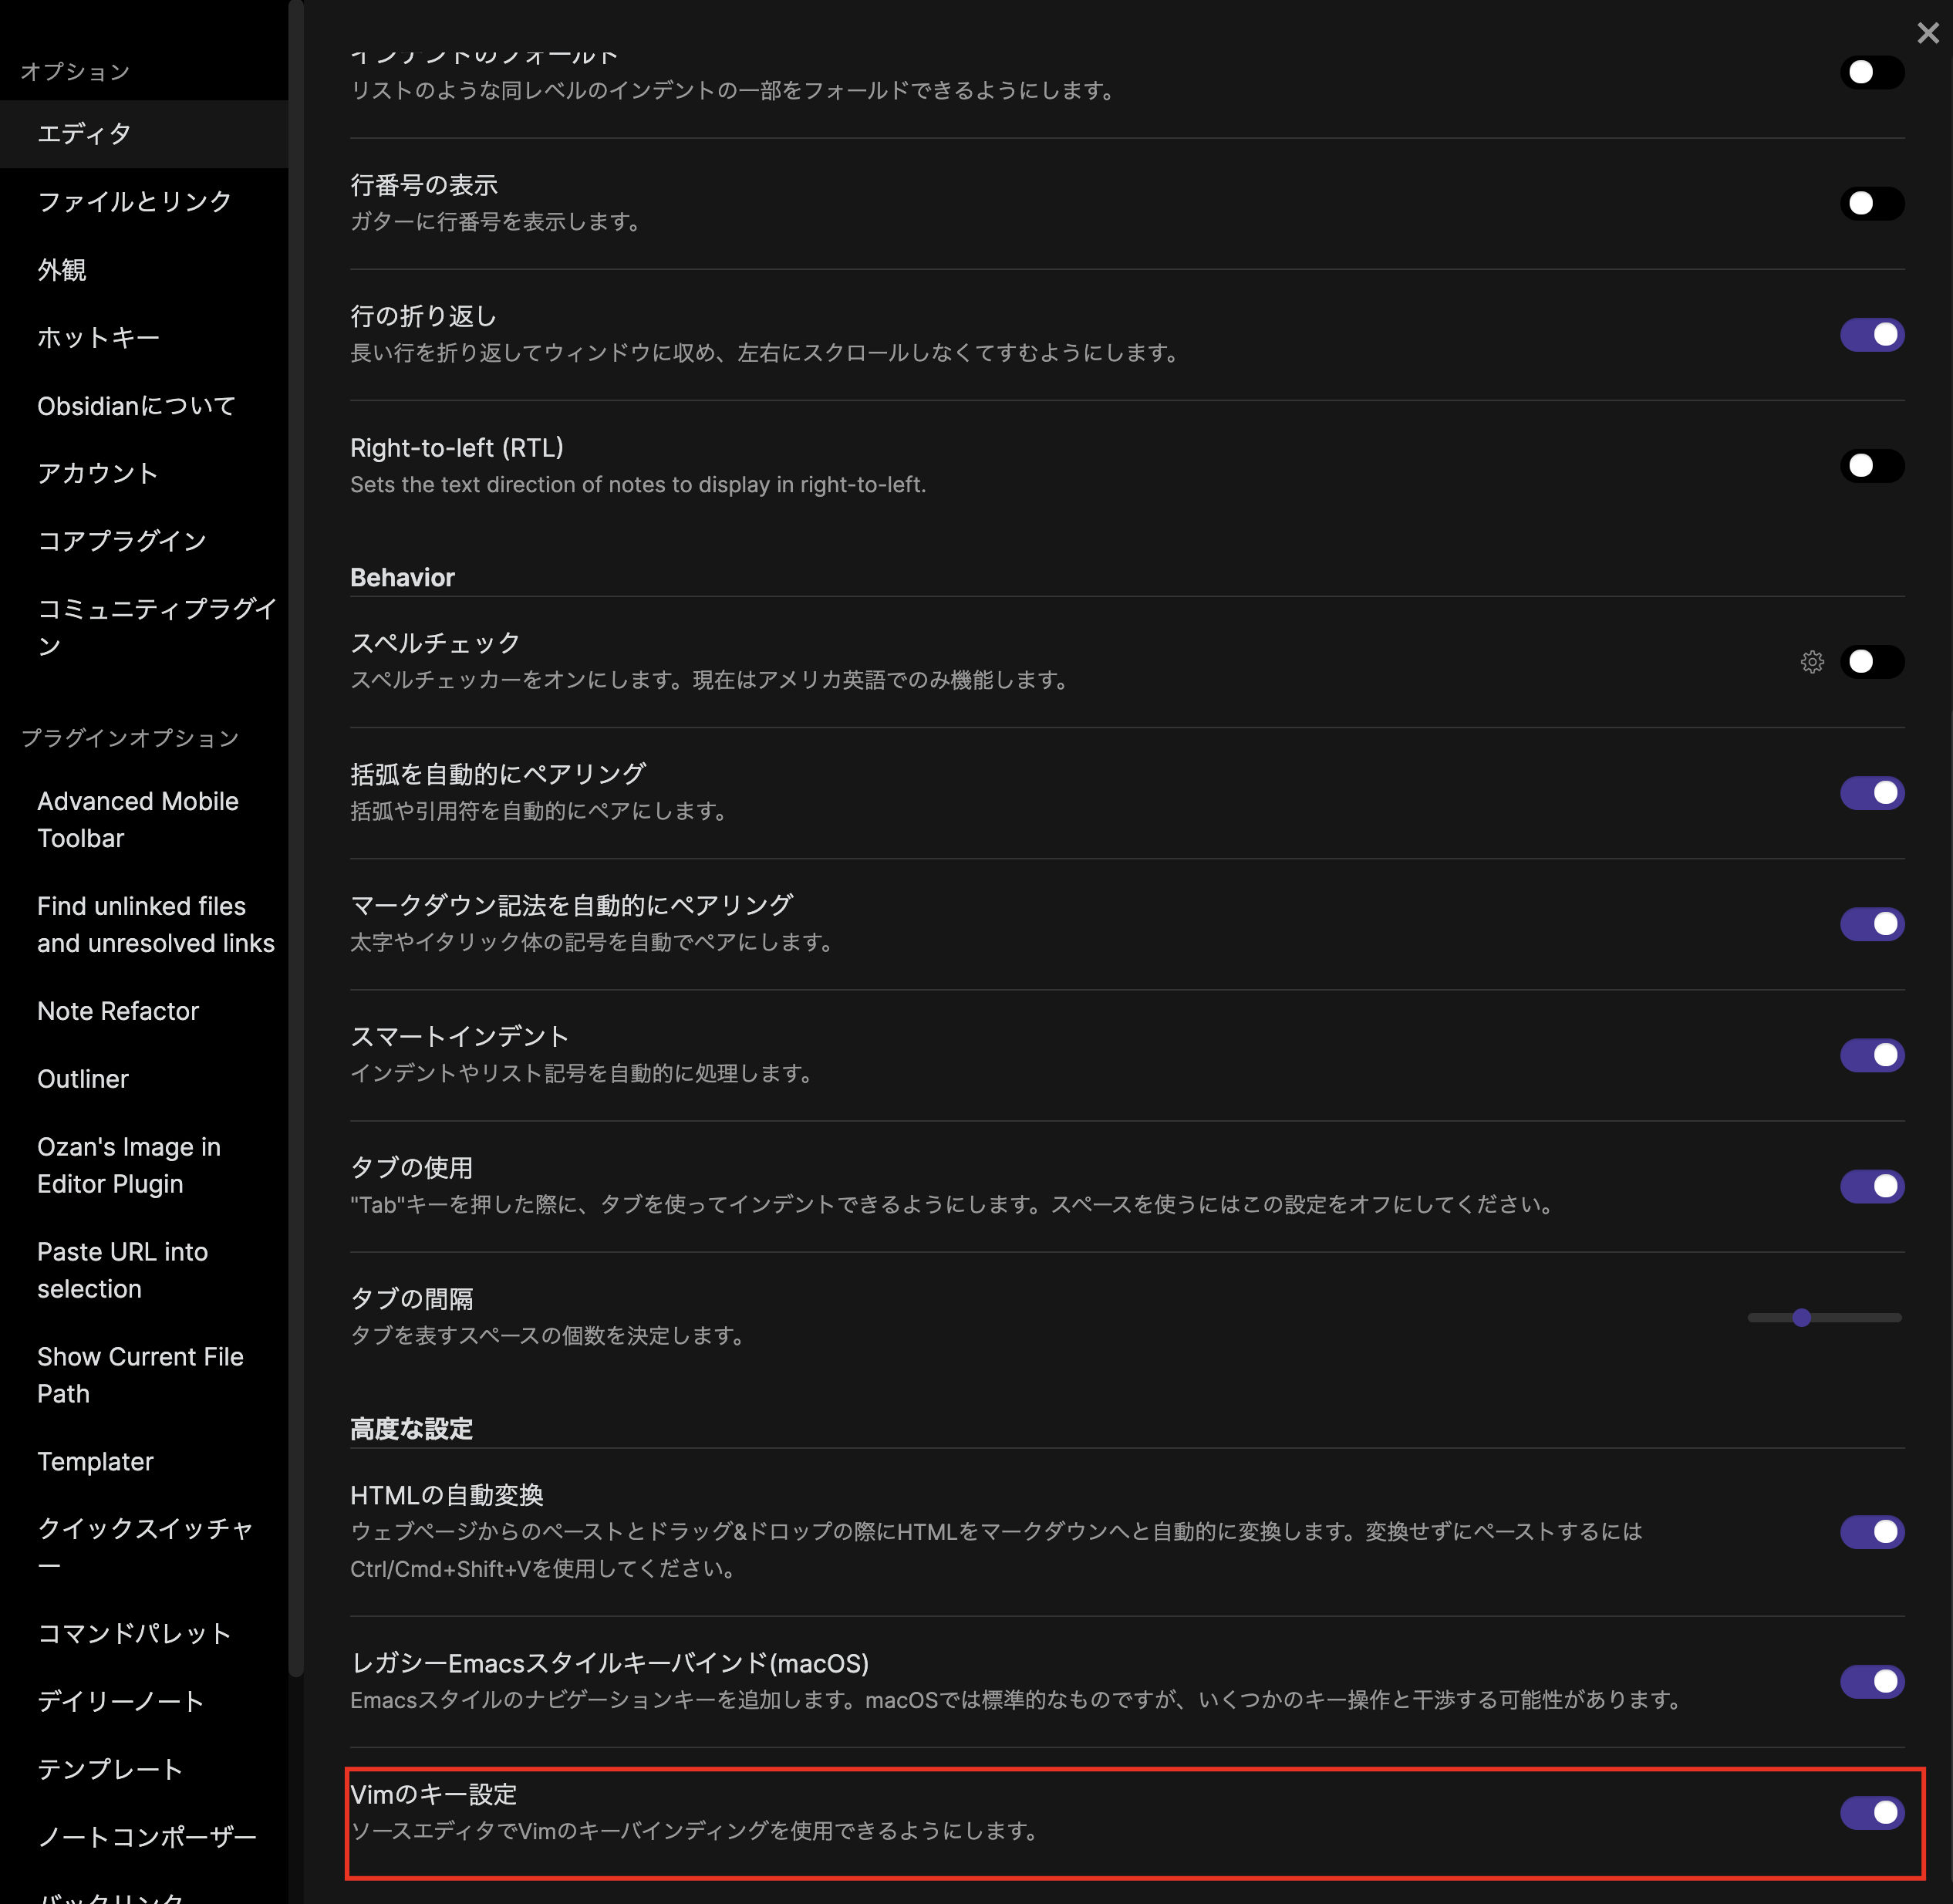 オプション
エディタ
ファイルとリンク
外観
ホットキー
Obsidianについて
アカウント
コアプラグイン
コミュニティプラグイ
ン
プラグインオプション
Advanced Mobile
Toolbar
Find unlinked files
and unresolved links
Note Refactor
Outliner
Ozan's Image in
Editor Plugin
Paste URL into
selection
Show Current File
Path
Templater
クイックスイッチャ
ー
コマンドパレット
デイリーノート
テンプレート
ノートコンポーザー
バックリンク
インデントのフォールド
リストのような同レベルのインデントの一部をフォールドできるようにします。
行番号の表示
ガターに行番号を表示します。
行の折り返し
長い行を折り返してウィンドウに収め、左右にスクロールしなくてすむようにします。
Right-to-left (RTL)
Sets the text direction of notes to display in right-to-left.
Behavior
スペルチェック
スペルチェッカーをオンにします。現在はアメリカ英語でのみ機能します。
括弧を自動的にペアリング
括弧や引用符を自動的にペアにします。
マークダウン記法を自動的にペアリング
太字やイタリック体の記号を自動でペアにします。
スマートインデント
インデントやリスト記号を自動的に処理します。
タブの使用
"Tab"キーを押した際に、タブを使ってインデントできるようにします。スペースを使うにはこの設定をオフにしてください。
タブの間隔
タブを表すスペースの個数を決定します。
高度な設定
HTMLの自動変換
ウェブページからのペーストとドラッグ&ドロップの際にHTMLをマークダウンへと自動的に変換します。変換せずにペーストするには
Ctrl/Cmd+Shift+Vを使用してください。
レガシーEmacsスタイルキーバインド(macOS)
Emacsスタイルのナビゲーションキーを追加します。macOSでは標準的なものですが、いくつかのキー操作と干渉する可能性があります。
Vimのキー設定
ソースエディタでVimのキーバインディングを使用できるようにします。